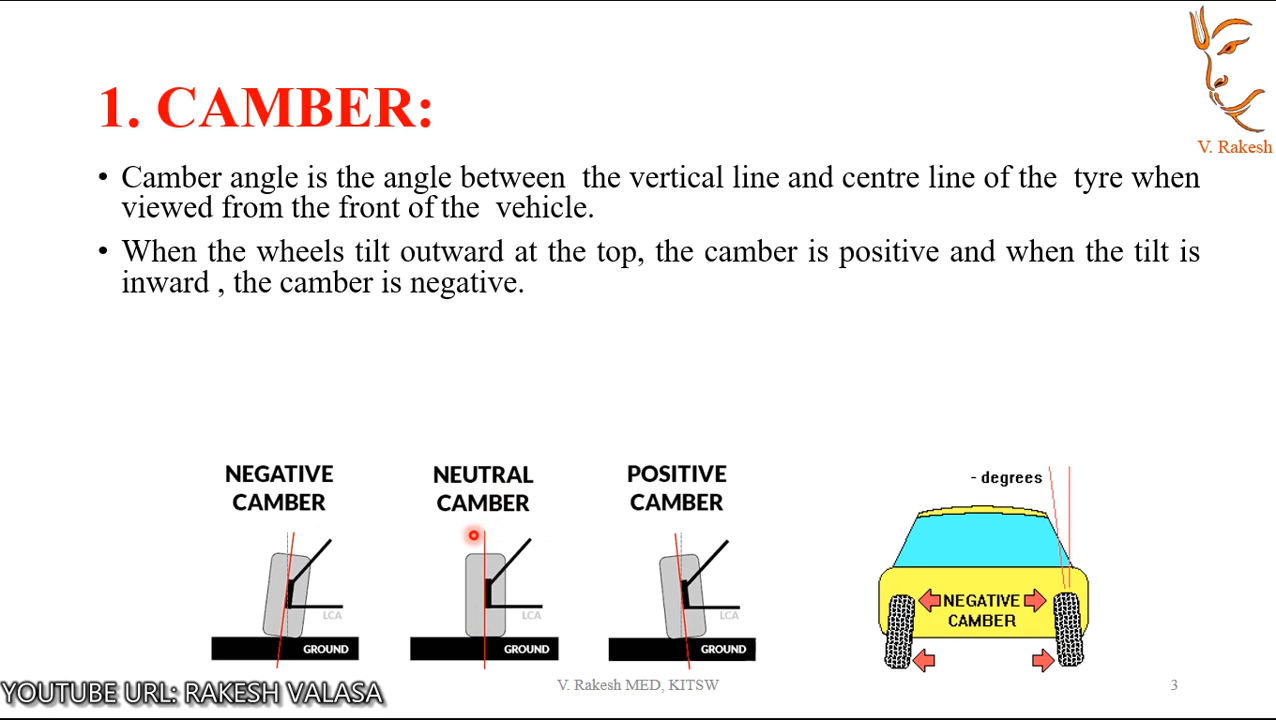 V. Rakesh
1. CAMBER:
• Camber angle is the angle between the vertical line and centre line of the tyre when
viewed from the front of the vehicle.
• When the wheels tilt outward at the top, the camber is positive and when the tilt is
inward , the camber is negative.
NEGATIVE
CAMBER
LCA
GROUND
NEUTRAL
CAMBER
LCA
GROUND
POSITIVE
CAMBER
LCA
GROUND
- degrees
NEGATIVE
CAMBER
YOUTUBE URL: RAKESH VALASA
V. Rakesh MED, KITSW
3